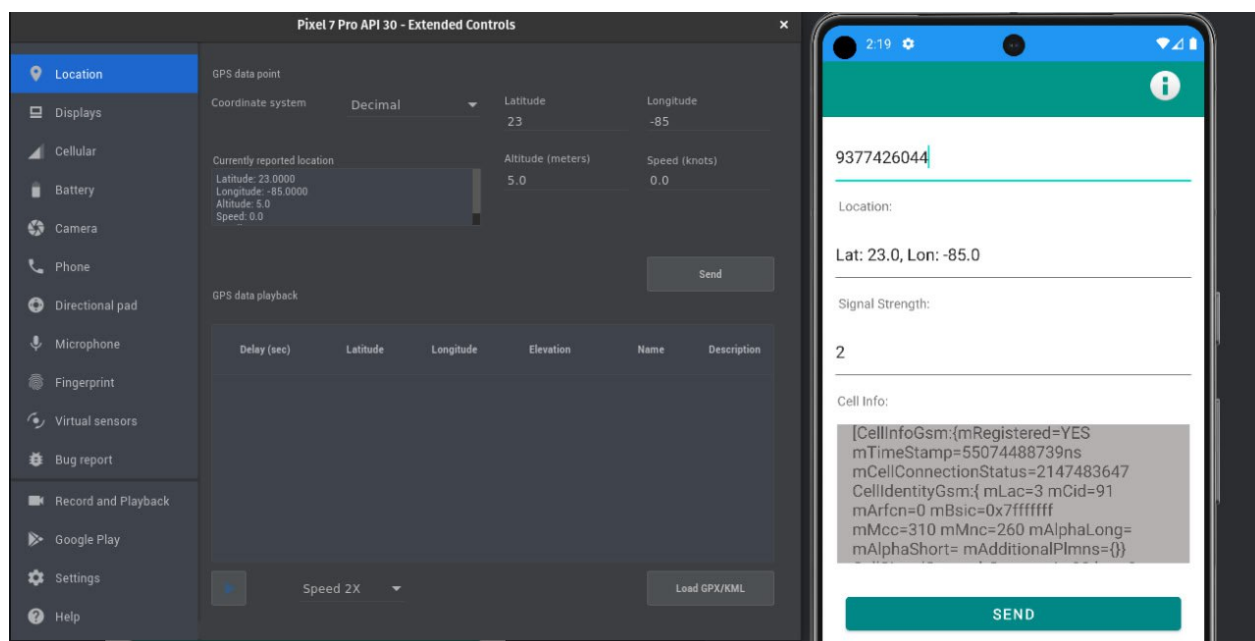 Pixel 7 Pro API 30 - Extended Controls
×
Location
Displays
Cellular
Battery
Camera
Phone
Directional pad
Microphone
Fingerprint
Virtual sensors
Bug report
Record and Playback
Google Play
Settings
Help
GPS data point
Coordinate system
Decimal
Latitude
23
Longitude
-85
Currently reported location
Latitude: 23.0000
Longitude: -85.0000
Altitude: 5.0
Speed: 0.0
Altitude (meters)
5.0
Speed (knots)
0.0
Send
GPS data playback
Delay (sec) Latitude Longitude Elevation Name Description
Speed 2X
Load GPX/KML
2:19
9377426044
Location:
Lat: 23.0, Lon: -85.0
Signal Strength:
2
Cell Info:
[CellInfoGsm:{mRegistered=YES
mTimeStamp=55074488739ns
mCellConnectionStatus=2147483647
CellIdentityGsm:{ mLac=3 mCid=91
mArfcn=0 mBsic=0x7fffffff
mMcc=310 mMnc=260 mAlphaLong=
mAlphaShort= mAdditionalPlmns={}}
SEND